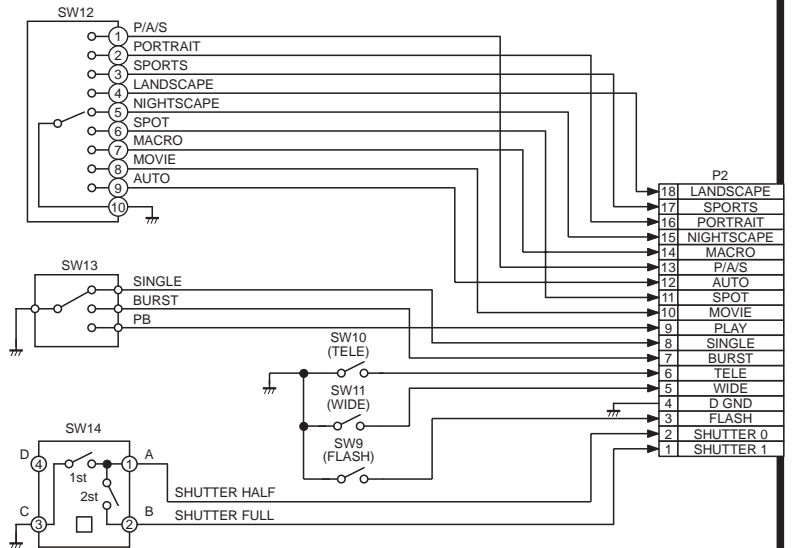 SW12
1 P/A/S
2 PORTRAIT
3 SPORTS
4 LANDSCAPE
5 NIGHTSCAPE
6 SPOT
7 MACRO
8 MOVIE
9 AUTO
10
SW13
SINGLE
BURST
PB
SW10
(TELE)
SW11
(WIDE)
SW9
(FLASH)
SW14
D 4 1 A
1st
2st
C 3 2 B
SHUTTER HALF
SHUTTER FULL
P2
18 LANDSCAPE
17 SPORTS
16 PORTRAIT
15 NIGHTSCAPE
14 MACRO
13 P/A/S
12 AUTO
11 SPOT
10 MOVIE
9 PLAY
8 SINGLE
7 BURST
6 TELE
5 WIDE
4 D GND
3 FLASH
2 SHUTTER 0
1 SHUTTER 1